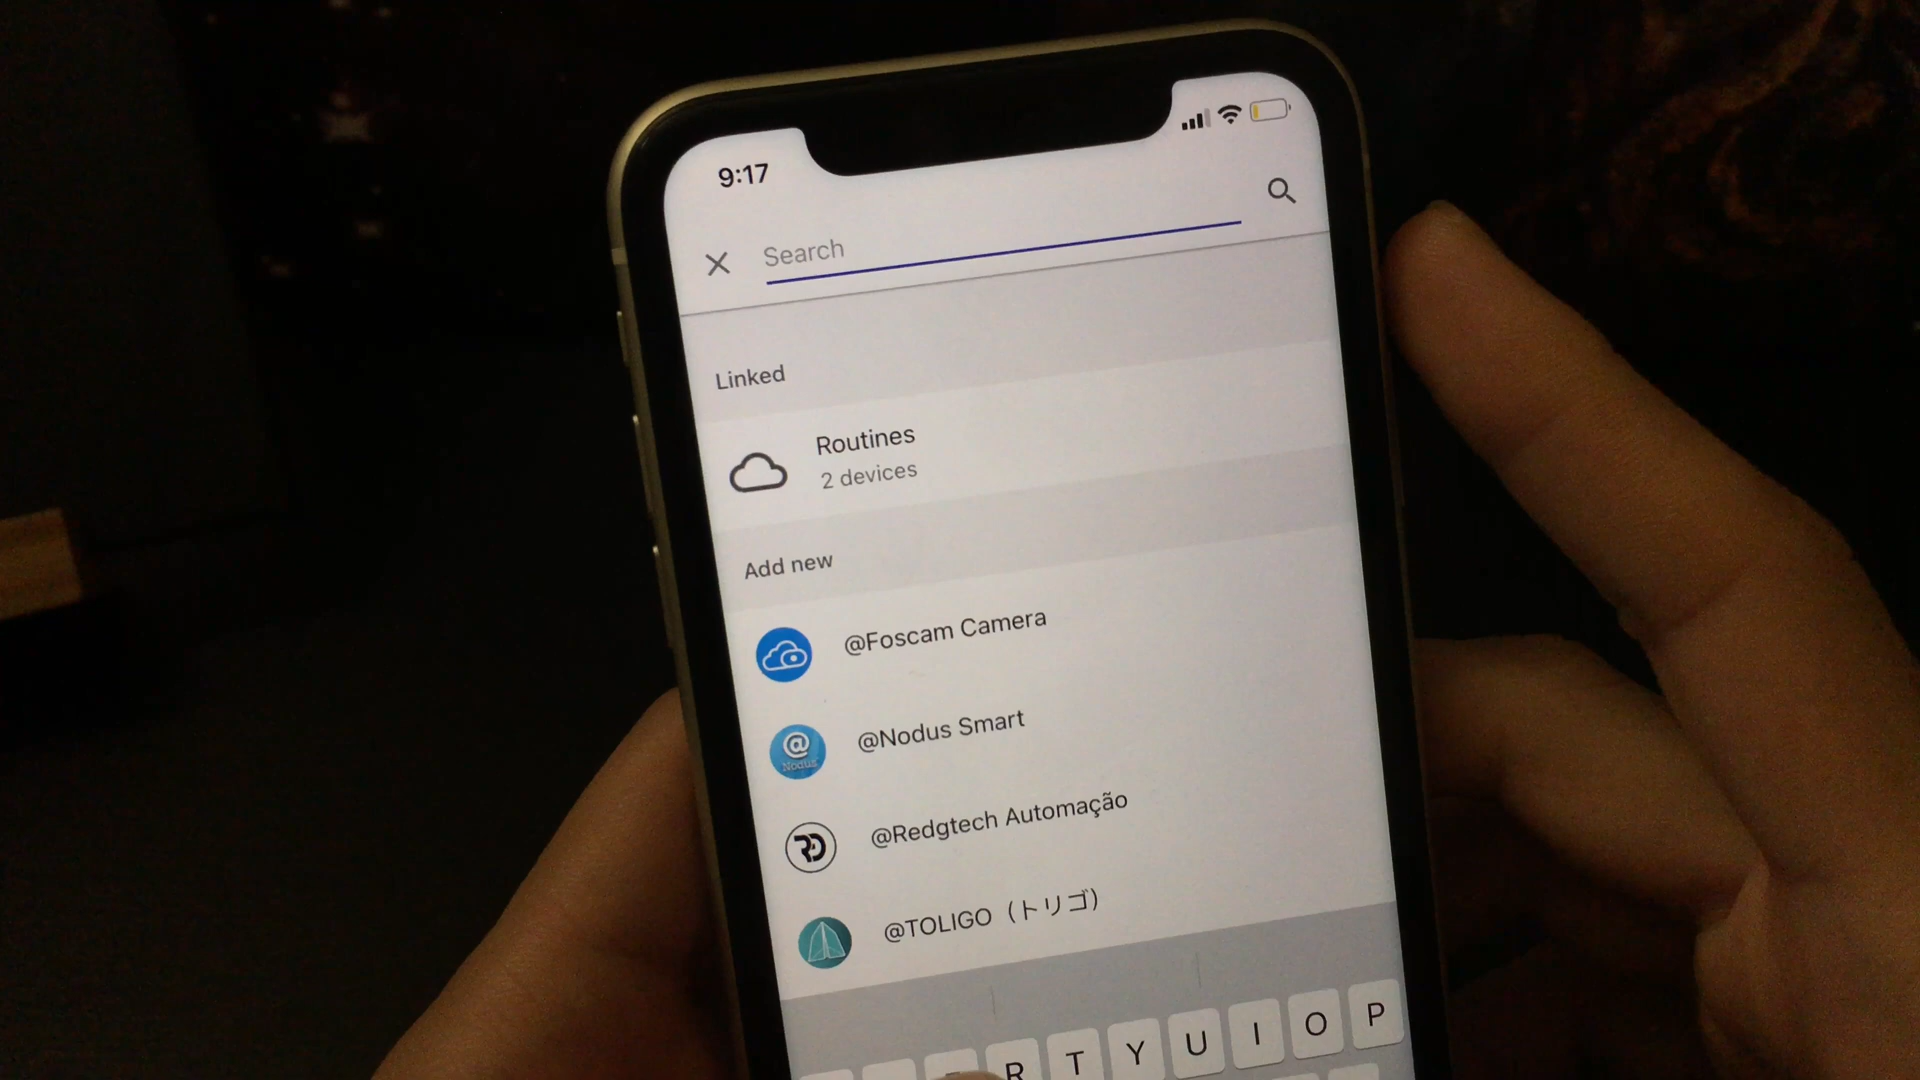 9:17
Search
Linked
Routines
2 devices
Add new
@Foscam Camera
@Nodus Smart
@
Nodus
@Redgtech Automação
@TOLIGO（トリゴ）
R T Y U I O P